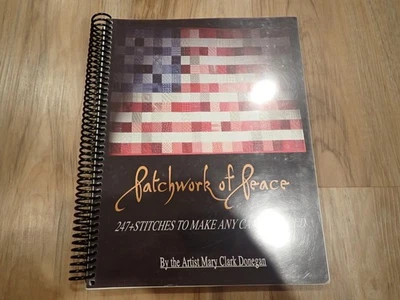 Patchwork of Peace
247+STITCHES TO MAKE ANY
By the Artist Mary Clark Donegan